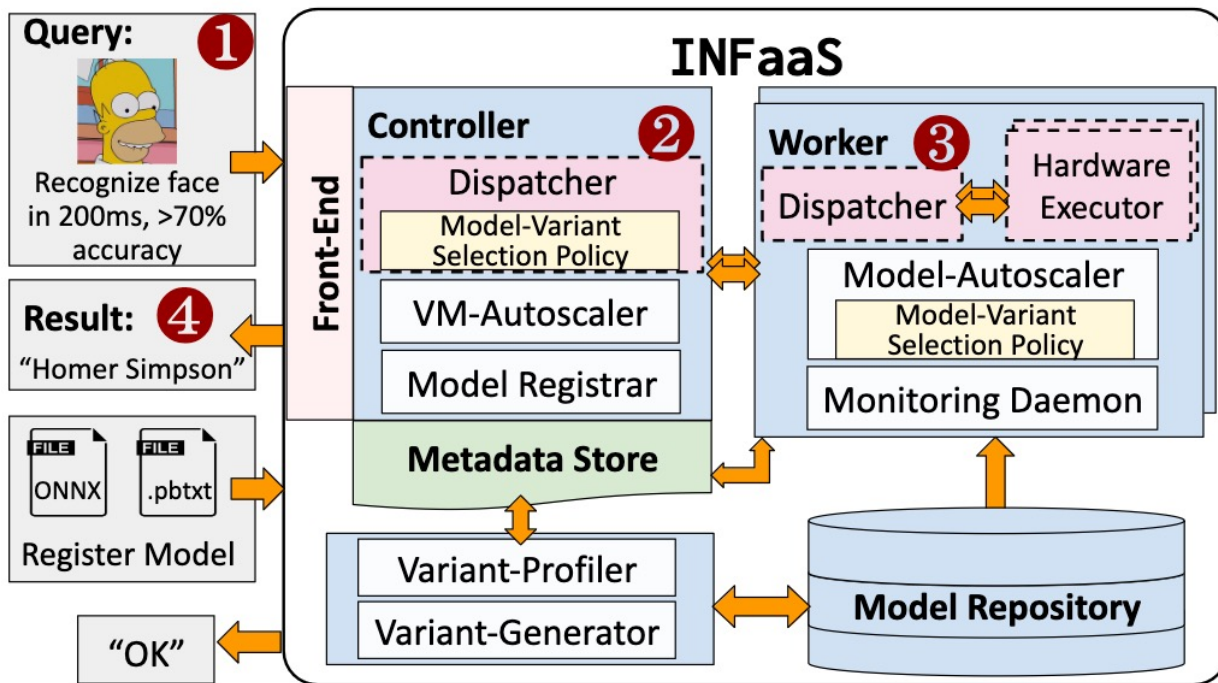 Query:
1
Recognize face
in 200ms, >70%
accuracy
Result:
4
“Homer Simpson”
FILE
ONNX
FILE
.pbtxt
Register Model
“OK”
INFaaS
Front-End
Controller
2
Dispatcher
Model-Variant
Selection Policy
VM-Autoscaler
Model Registrar
Metadata Store
Variant-Profiler
Variant-Generator
Worker
3
Dispatcher
Hardware
Executor
Model-Autoscaler
Model-Variant
Selection Policy
Monitoring Daemon
Model Repository